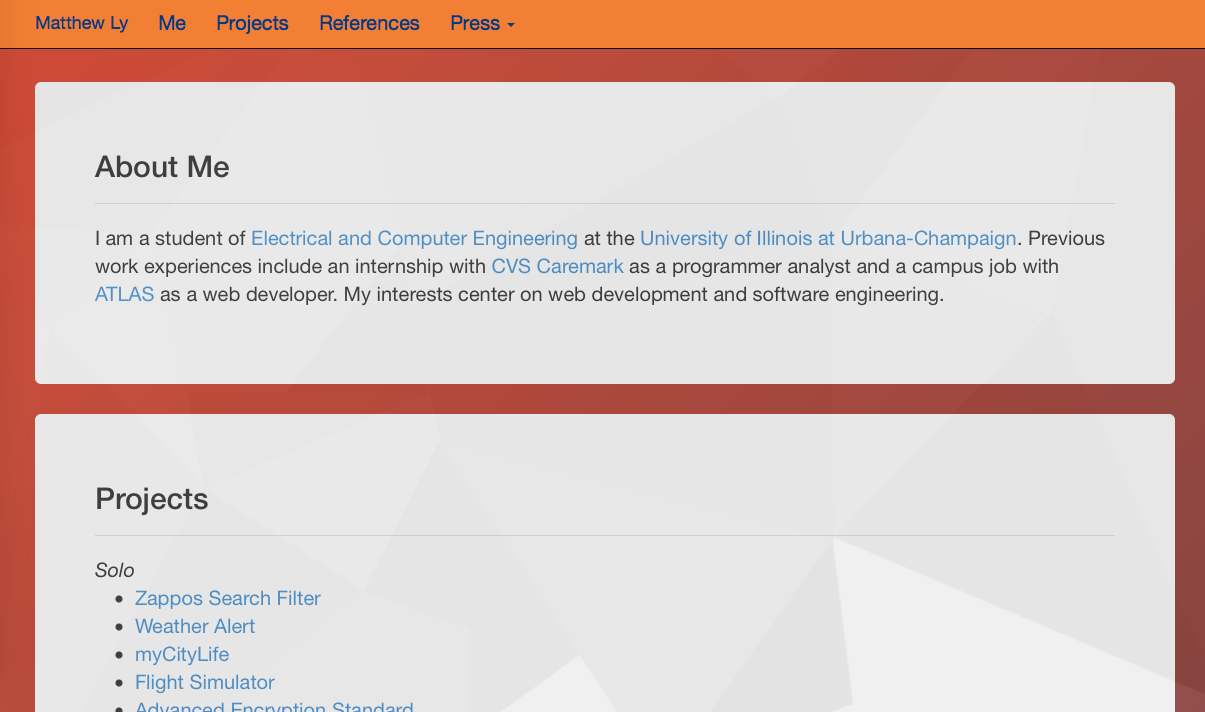 Matthew Ly Me Projects References Press
About Me
I am a student of Electrical and Computer Engineering at the University of Illinois at Urbana-Champaign. Previous
work experiences include an internship with CVS Caremark as a programmer analyst and a campus job with
ATLAS as a web developer. My interests center on web development and software engineering.
Projects
Solo
Zappos Search Filter
Weather Alert
myCityLife
Flight Simulator
Advanced Encryption Standard